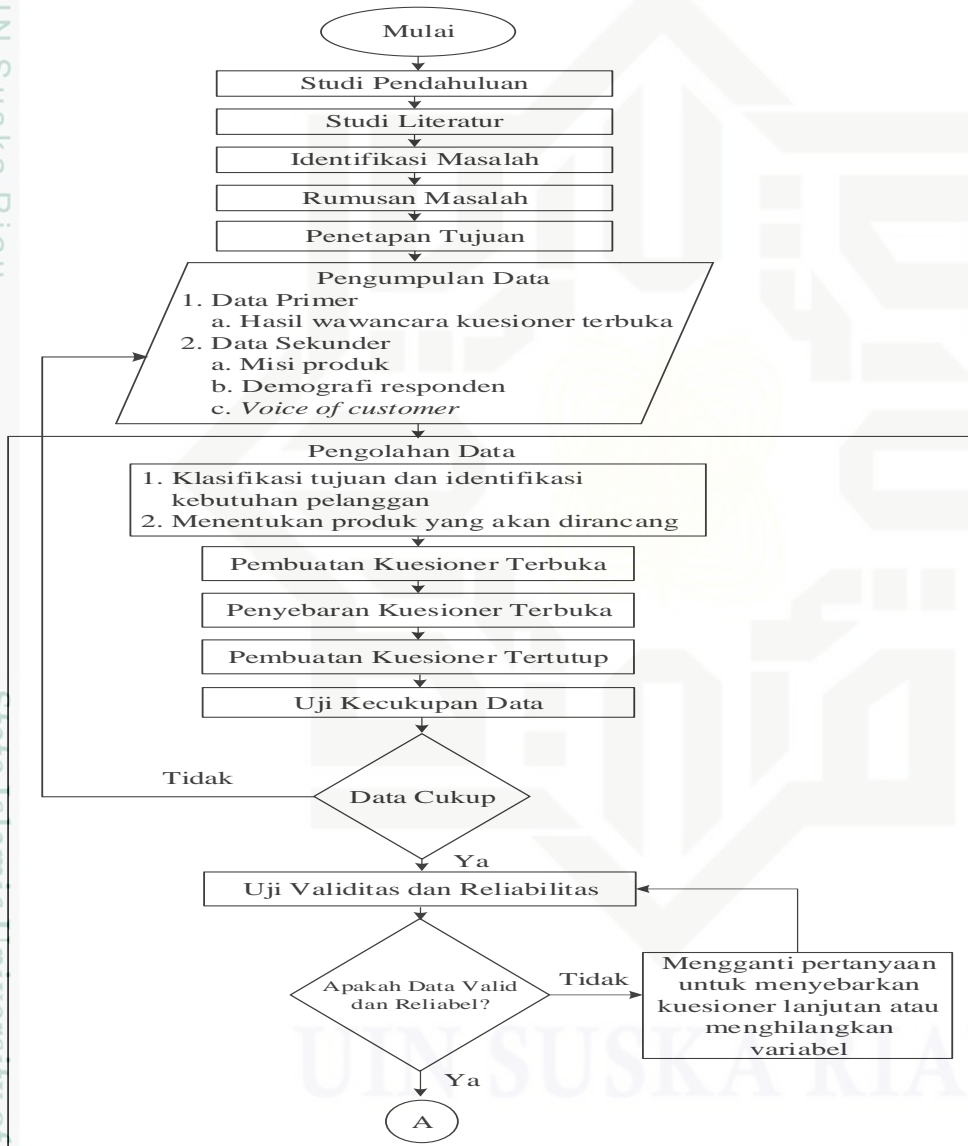 Mulai
Studi Pendahuluan
Studi Literatur
Identifikasi Masalah
Rumusan Masalah
Penetapan Tujuan
Pengumpulan Data
1. Data Primer
a. Hasil wawancara kuesioner terbuka
2. Data Sekunder
a. Misi produk
b. Demografi responden
c. Voice of customer
Pengolahan Data
1. Klasifikasi tujuan dan identifikasi
kebutuhan pelanggan
2. Menentukan produk yang akan dirancang
Pembuatan Kuesioner Terbuka
Penyebaran Kuesioner Terbuka
Pembuatan Kuesioner Tertutup
Uji Kecukupan Data
Tidak
Data Cukup
Ya
Uji Validitas dan Reliabilitas
Apakah Data Valid
dan Reliabel?
Tidak
Mengganti pertanyaan
untuk menyebarkan
kuesioner lanjutan atau
menghilangkan
variabel
Ya
A
UIN SUSKA RIA